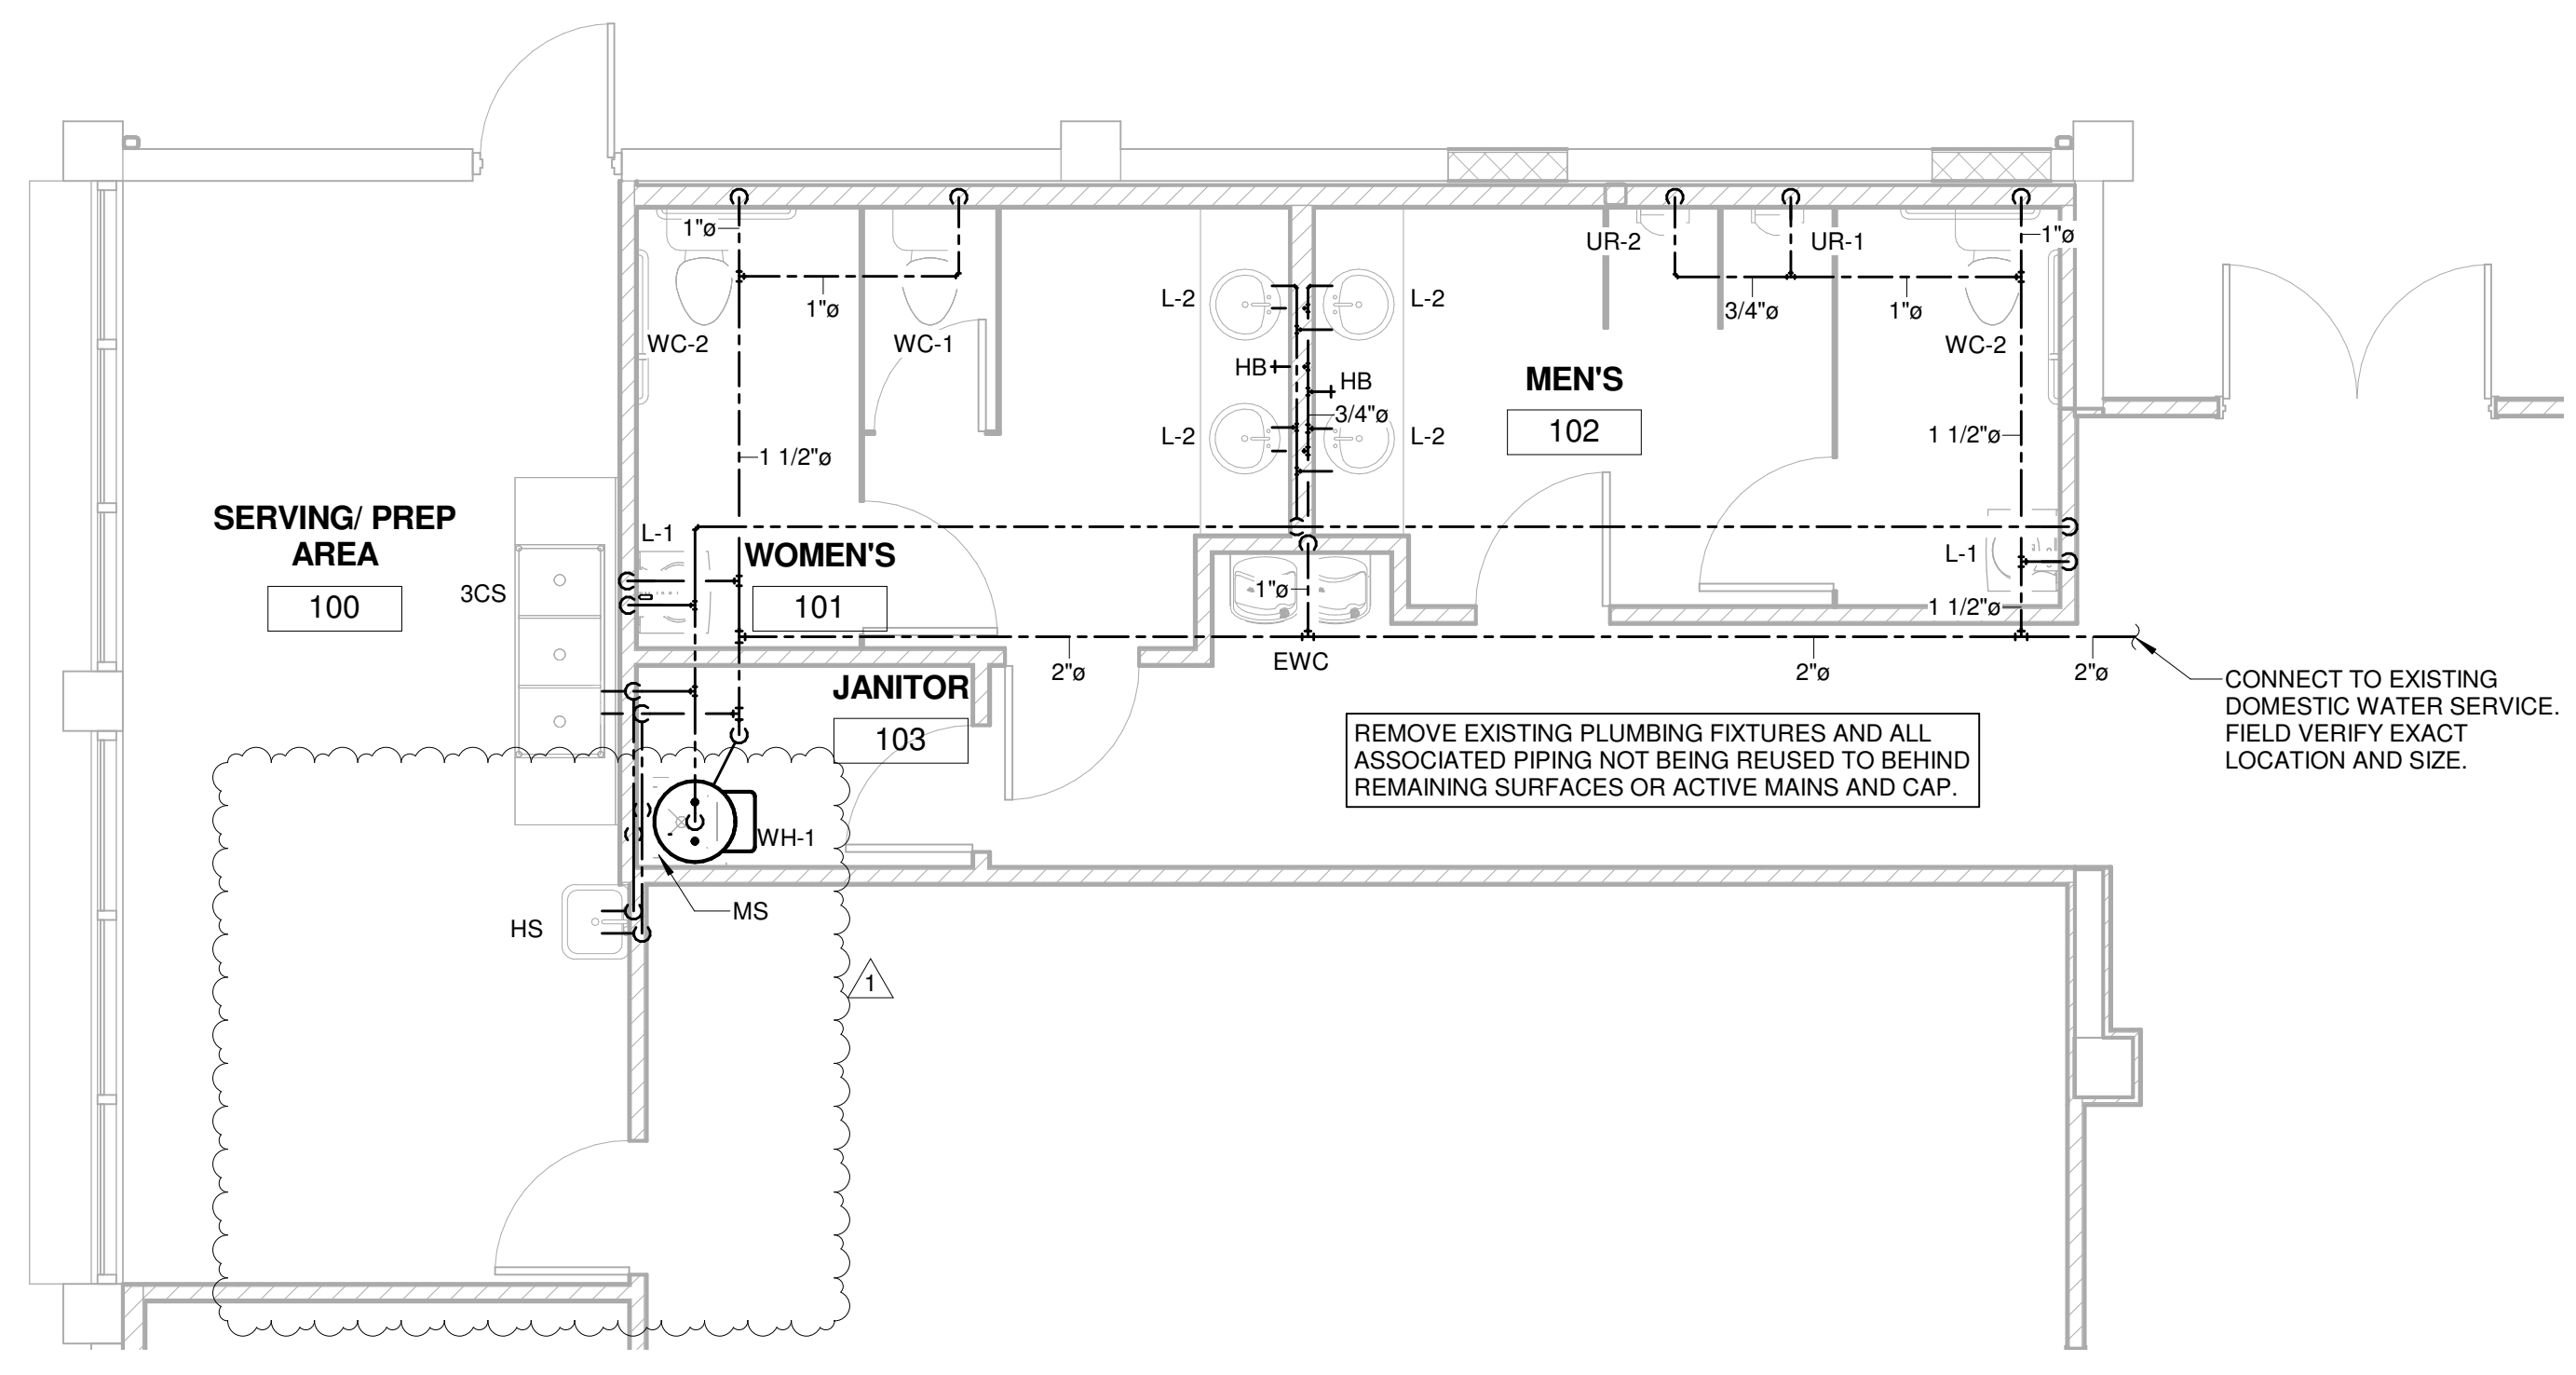 1"ø
UR-2
UR-1
1"ø
1"ø
3/4"ø
1"ø
L-2
L-2
WC-2
WC-1
WC-2
HB
HB
MEN'S
102
3/4"ø
L-2
L-2
1 1/2"ø
1 1/2"ø
SERVING/ PREP
AREA
100
L-1
WOMEN'S
101
3CS
L-1
1"ø
1 1/2"ø
EWC
2"ø
2"ø
2"ø
JANITOR
103
CONNECT TO EXISTING
DOMESTIC WATER SERVICE.
FIELD VERIFY EXACT
LOCATION AND SIZE.
REMOVE EXISTING PLUMBING FIXTURES AND ALL
ASSOCIATED PIPING NOT BEING REUSED TO BEHIND
REMAINING SURFACES OR ACTIVE MAINS AND CAP.
WH-1
MS
HS
1